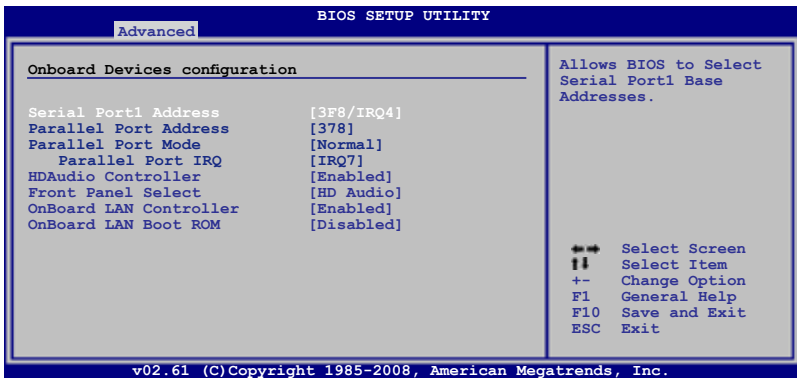 BIOS SETUP UTILITY
Advanced
Onboard Devices configuration
Serial Port1 Address [3F8/IRQ4]
Parallel Port Address [378]
Parallel Port Mode [Normal]
Parallel Port IRQ [IRQ7]
HDAudio Controller [Enabled]
Front Panel Select [HD Audio]
OnBoard LAN Controller [Enabled]
OnBoard LAN Boot ROM [Disabled]
Allows BIOS to Select
Serial Port1 Base
Addresses.
←→ Select Screen
↑↓ Select Item
+- Change Option
F1 General Help
F10 Save and Exit
ESC Exit
v02.61 (C)Copyright 1985-2008, American Megatrends, Inc.